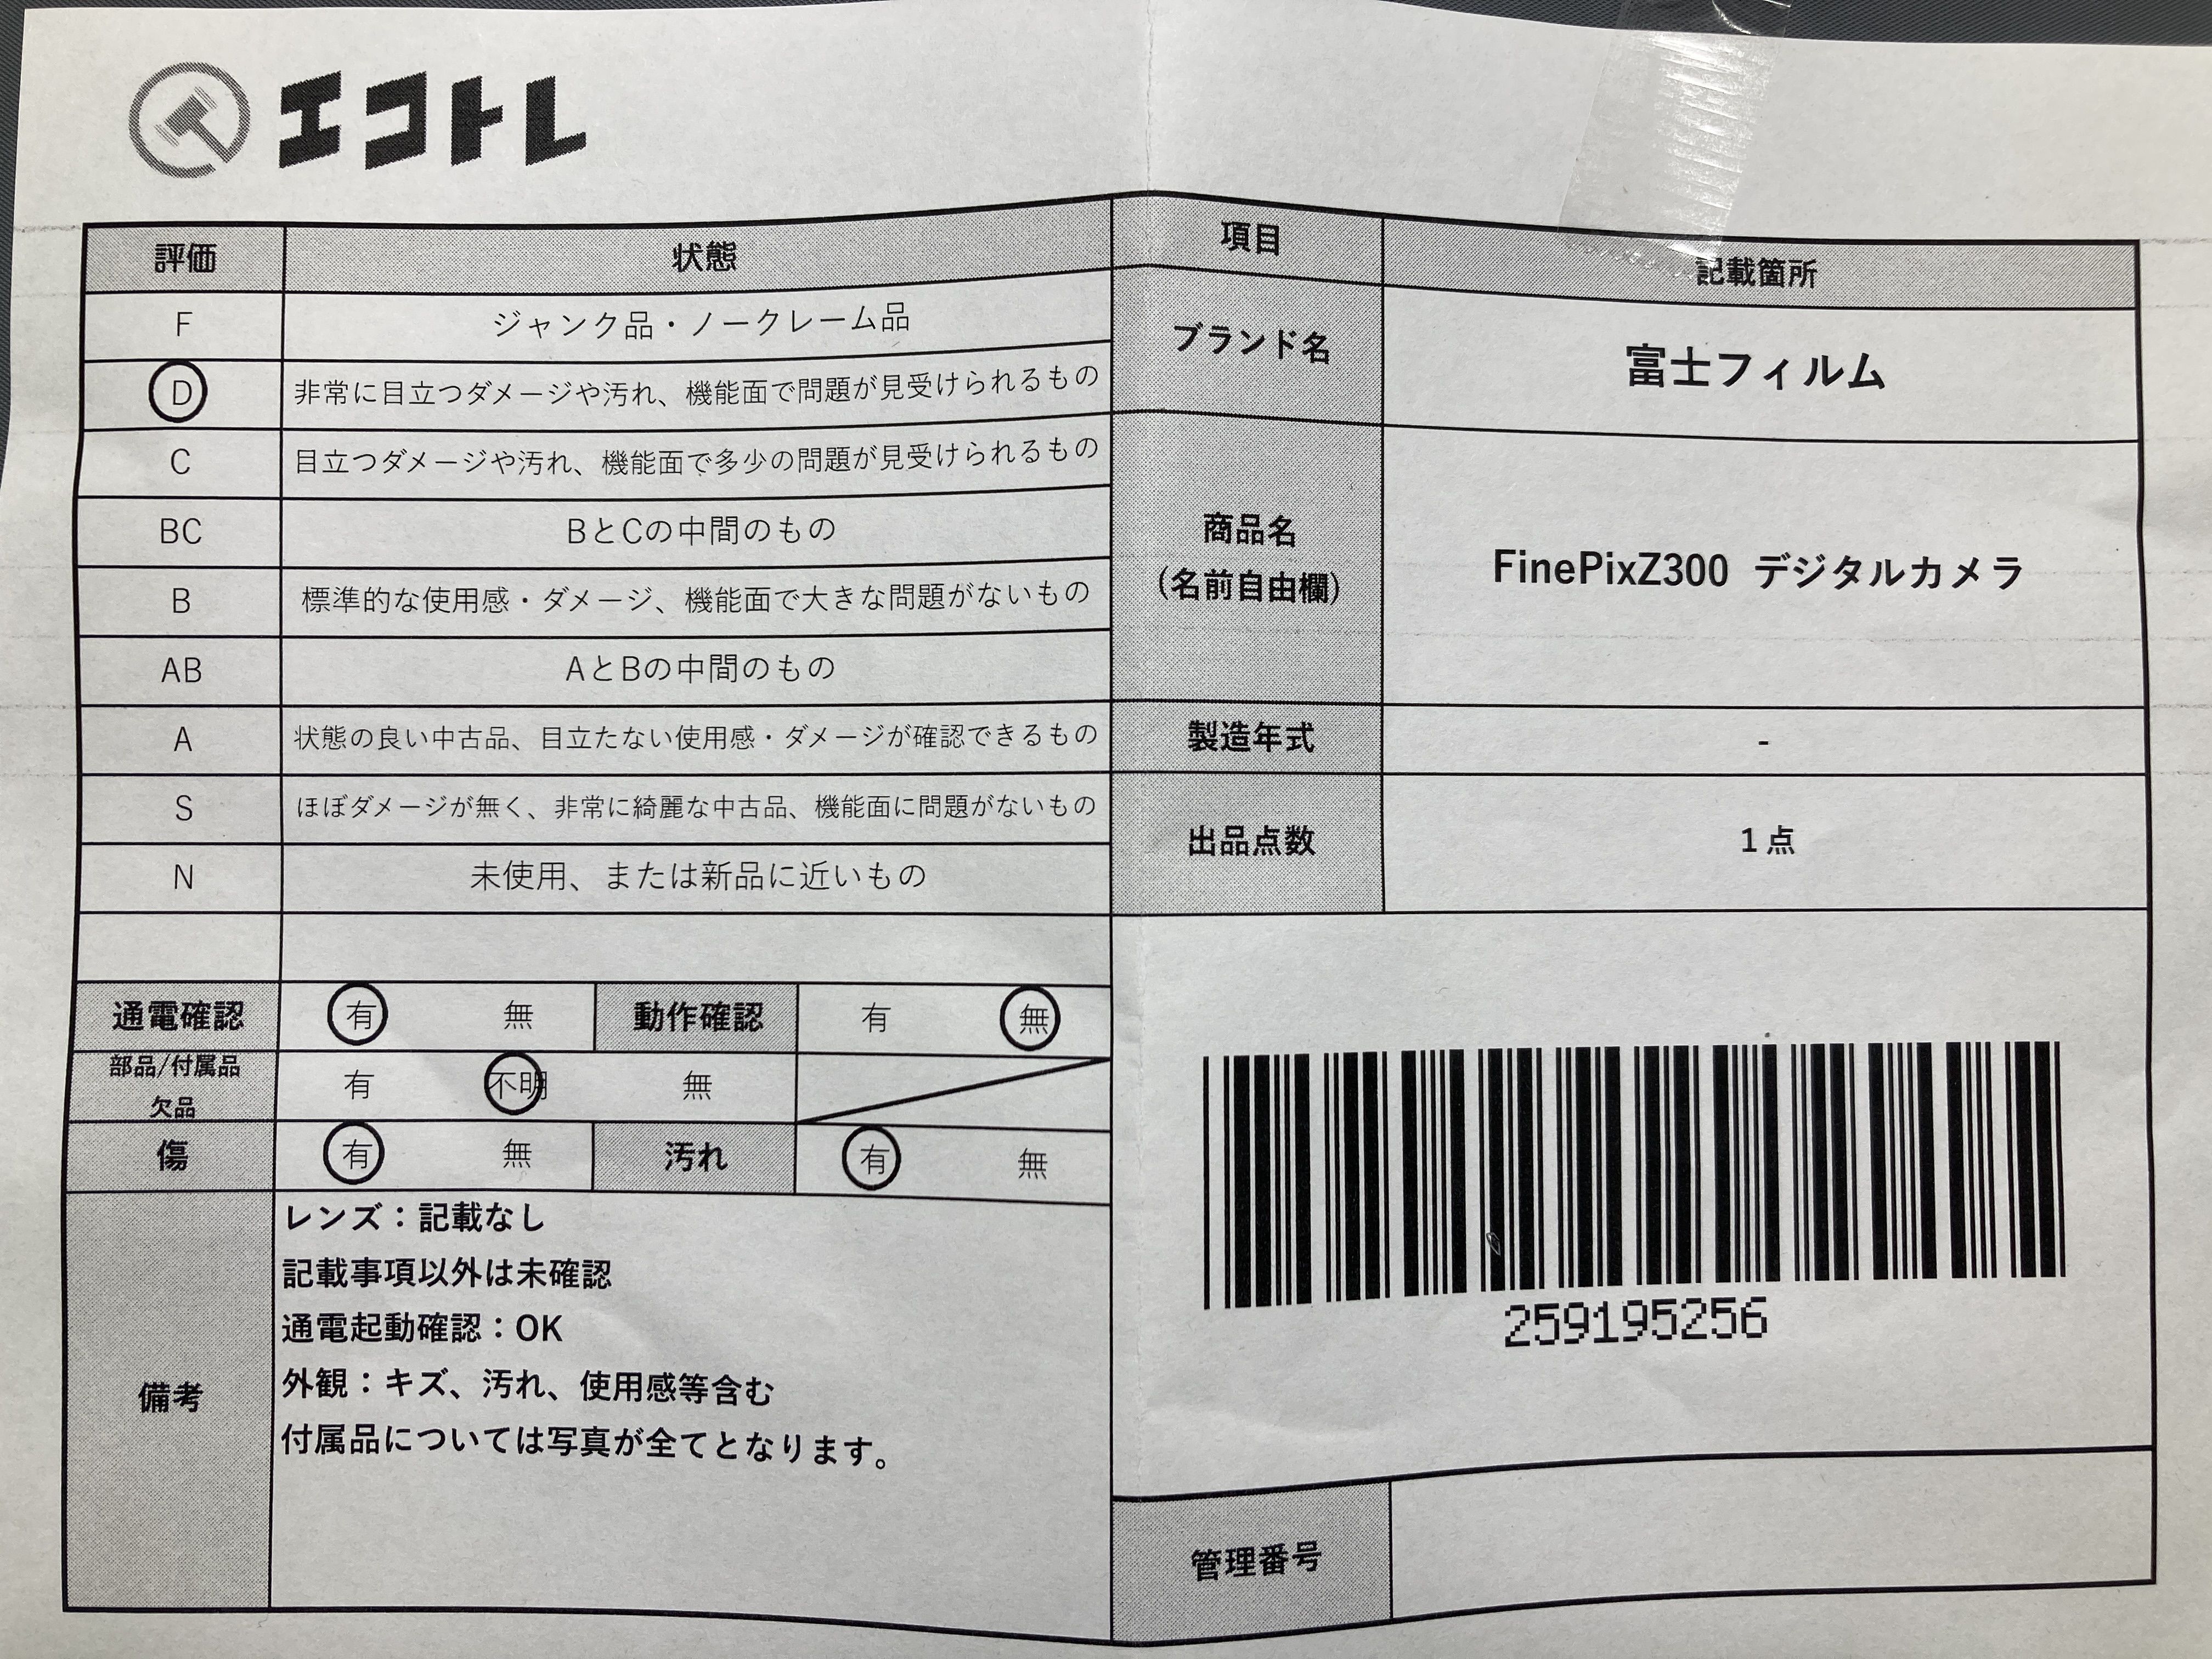 エコトレ
評価 状態
F ジャンク品・ノークレーム品
D 非常に目立つダメージや汚れ、機能面で問題が見受けられるもの
C 目立つダメージや汚れ、機能面で多少の問題が見受けられるもの
BC BとCの中間のもの
B 標準的な使用感・ダメージ、機能面で大きな問題がないもの
AB AとBの中間のもの
A 状態の良い中古品、目立たない使用感・ダメージが確認できるもの
S ほぼダメージが無く、非常に綺麗な中古品、機能面に問題がないもの
N 未使用、または新品に近いもの
通電確認 有 無 動作確認 有 無
部品/付属品
欠品 有 不明 無
傷 有 無 汚れ 有 無
備考
レンズ：記載なし
記載事項以外は未確認
通電起動確認：OK
外観：キズ、汚れ、使用感等含む
付属品については写真が全てとなります。
項目 記載箇所
ブランド名 富士フィルム
商品名
(名前自由欄)
FinePixZ300 デジタルカメラ
製造年式 -
出品点数 1点
259195256
管理番号